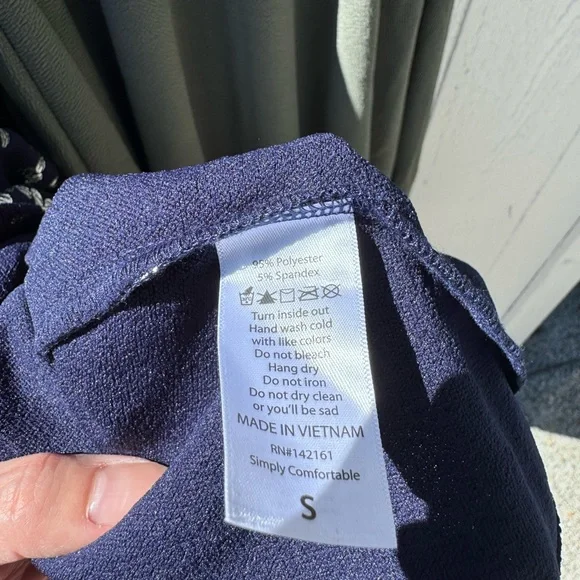 95% Polyester
5% Spandex
Turn inside out
Hand wash cold
with like colors
Do not bleach
Hang dry
Do not iron
Do not dry clean
or you'll be sad
MADE IN VIETNAM
RN#142161
Simply Comfortable
S